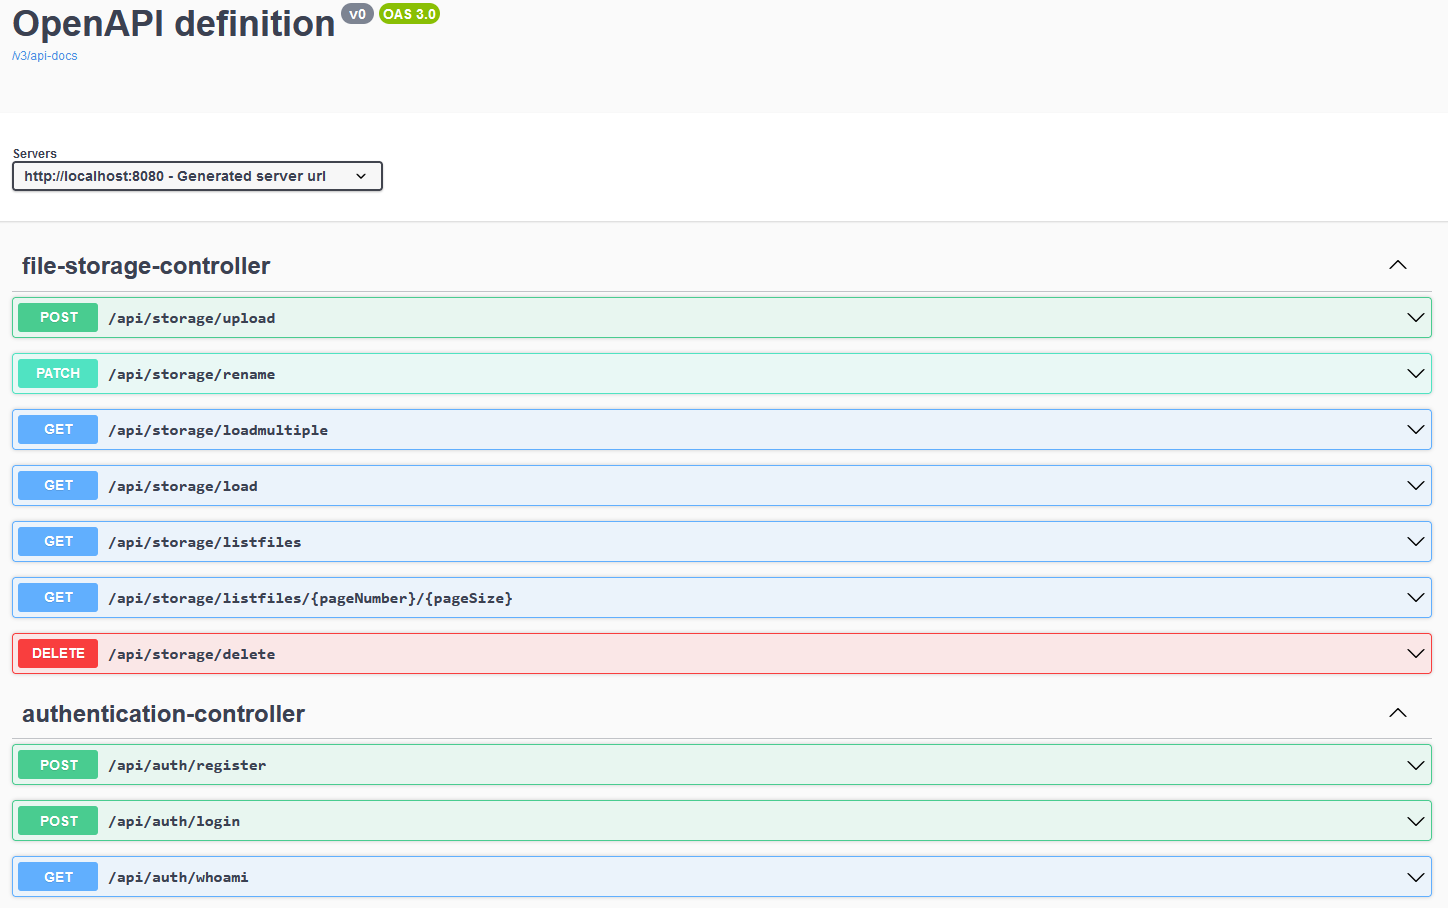 OpenAPI definition v0 OAS 3.0
/v3/api-docs
Servers
http://localhost:8080 - Generated server url
file-storage-controller
POST /api/storage/upload
PATCH /api/storage/rename
GET /api/storage/loadmultiple
GET /api/storage/load
GET /api/storage/listfiles
GET /api/storage/listfiles/{pageNumber}/{pageSize}
DELETE /api/storage/delete
authentication-controller
POST /api/auth/register
POST /api/auth/login
GET /api/auth/whoami